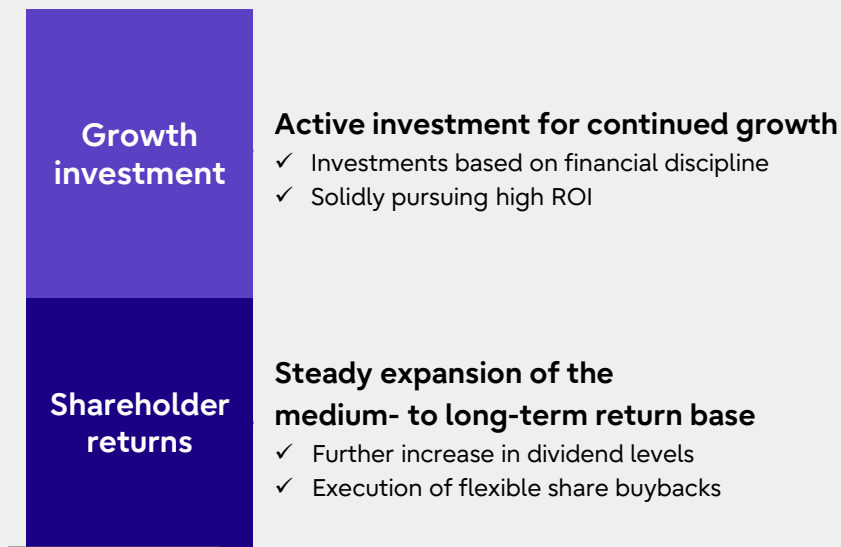 Growth
investment
Active investment for continued growth
✓ Investments based on financial discipline
✓ Solidly pursuing high ROI
Shareholder
returns
Steady expansion of the
medium- to long-term return base
✓ Further increase in dividend levels
✓ Execution of flexible share buybacks